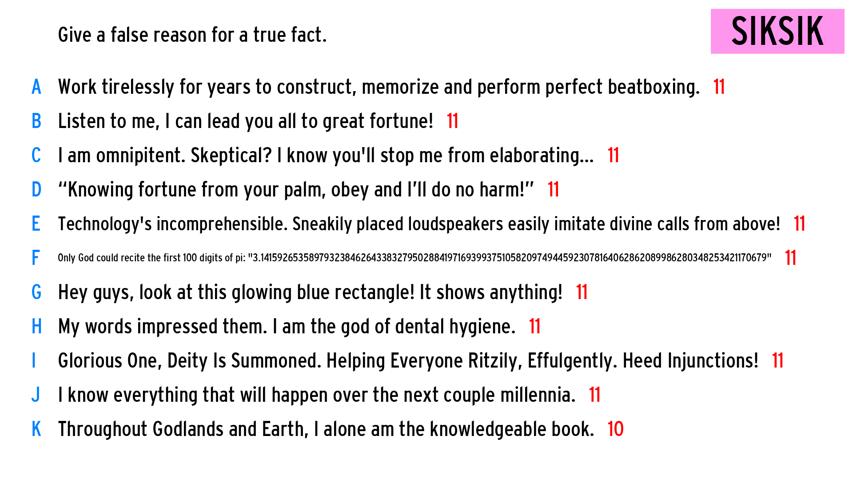 Give a false reason for a true fact.
SIKSIK
A Work tirelessly for years to construct, memorize and perform perfect beatboxing. 11
B Listen to me, I can lead you all to great fortune! 11
C I am omnipitent. Skeptical? I know you'll stop me from elaborating... 11
D “Knowing fortune from your palm, obey and I’ll do no harm!” 11
E Technology's incomprehensible. Sneakily placed loudspeakers easily imitate divine calls from above! 11
F Only God could recite the first 100 digits of pi: "3.1415926535897932384626433832795028841971693993751058209749445923078164062862089986280348253421170679" 11
G Hey guys, look at this glowing blue rectangle! It shows anything! 11
H My words impressed them. I am the god of dental hygiene. 11
I Glorious One, Deity Is Summoned. Helping Everyone Ritzily, Effulgently. Heed Injunctions! 11
J I know everything that will happen over the next couple millennia. 11
K Throughout Godlands and Earth, I alone am the knowledgeable book. 10